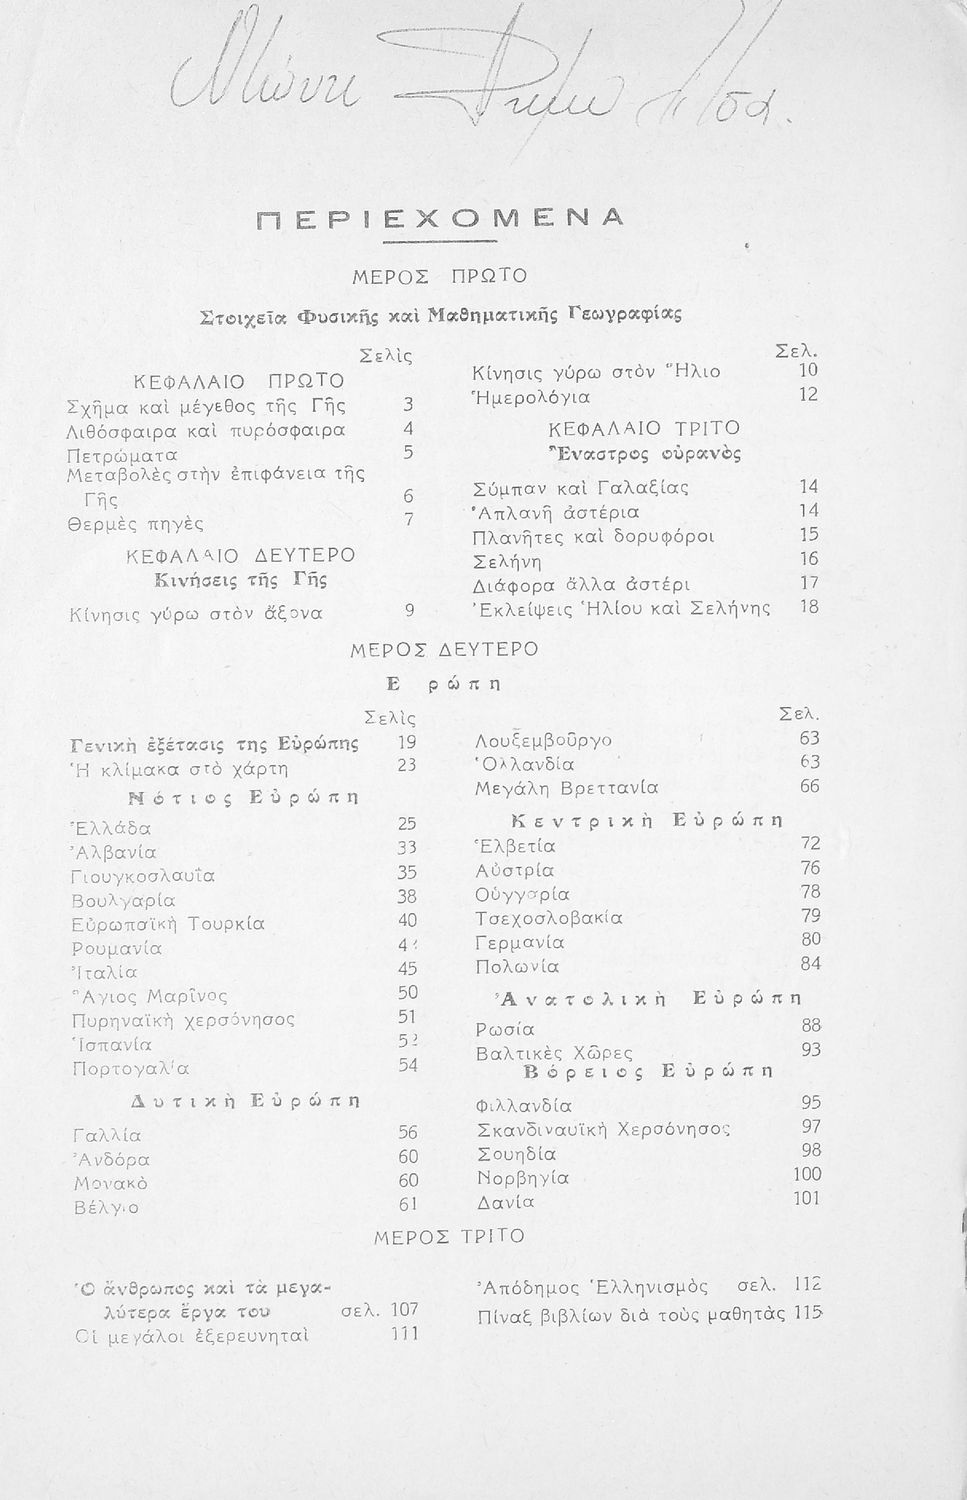 ΠΕΡΙΕΧΟΜΕΝΑ
ΜΕΡΟΣ ΠΡΩΤΟ
Στοιχεῖα Φυσικῆς καὶ Μαθηματικῆς Γεωγραφίας
Σελὶς
ΚΕΦΑΛΑΙΟ ΠΡΩΤΟ
Σχῆμα καὶ μέγεθος τῆς Γῆς 3
Λιθόσφαιρα καὶ πυρόσφαιρα 4
Πετρώματα 5
Μεταβολὲς στὴν ἐπιφάνεια τῆς
Γῆς 6
Θερμὲς πηγὲς 7
ΚΕΦΑΛΑΙΟ ΔΕΥΤΕΡΟ
Κινήσεις τῆς Γῆς
Κίνησις γύρω στὸν ἄξονα 9
Σελ.
Κίνησις γύρω στὸν Ἥλιο 10
Ἡμερολόγια 12
ΚΕΦΑΛΑΙΟ ΤΡΙΤΟ
Ἔναστρος οὐρανὸς
Σύμπαν καὶ Γαλαξίας 14
Ἀπλανῆ ἀστέρια 14
Πλανῆτες καὶ δορυφόροι 15
Σελήνη 16
Διάφορα ἄλλα ἀστέρι 17
Ἐκλείψεις Ἡλίου καὶ Σελήνης 18
ΜΕΡΟΣ ΔΕΥΤΕΡΟ
Ε ρώπη
Σελὶς
Γενικὴ ἐξέτασις της Εὐρώπης 19
Ἡ κλίμακα στὸ χάρτη 23
Νότιος Εὐρώπη
Ἑλλάδα 25
Ἀλβανία 33
Γιουγκοσλαυΐα 35
Βουλγαρία 38
Εὐρωπαϊκὴ Τουρκία 40
Ρουμανία
Ἰταλία 45
Ἅγιος Μαρῖνος 50
Πυρηναϊκὴ χερσόνησος 51
Ἱσπανία 52
Πορτογαλία 54
Δυτικὴ Εὐρώπη
Γαλλία 56
Ἀνδόρα 60
Μονακὸ 60
Βέλγιο 61
Σελ.
Λουξεμβοῦργο 63
Ὁλλανδία 63
Μεγάλη Βρεττανία 66
Κεντρικὴ Εὐρώπη
Ἑλβετία 72
Αὐστρία 76
Οὑγγαρία 78
Τσεχοσλοβακία 79
Γερμανία 80
Πολωνία 84
Ἀνατολικὴ Εὐρώπη
Ρωσία 88
Βαλτικὲς Χῶρες 93
Βόρειος Εὐρώπη
Φιλλανδία 95
Σκανδιναυϊκὴ Χερσόνησος 97
Σουηδία 98
Νορβηγία 100
Δανία 101
ΜΕΡΟΣ ΤΡΙΤΟ
Ὁ ἄνθρωπος καὶ τὰ μεγα-
λύτερα ἔργα του σελ. 107
Οἱ μεγάλοι ἐξερευνηταὶ 111
Ἀπόδημος Ἑλληνισμὸς σελ. 112
Πίναξ βιβλίων διὰ τοὺς μαθητὰς 115